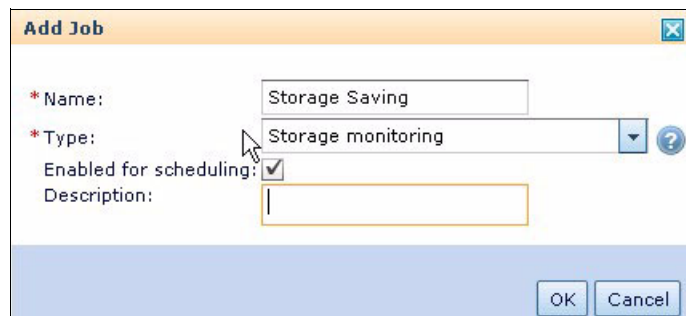 Add Job
* Name: Storage Saving
* Type: Storage monitoring
Enabled for scheduling:
Description:
OK Cancel